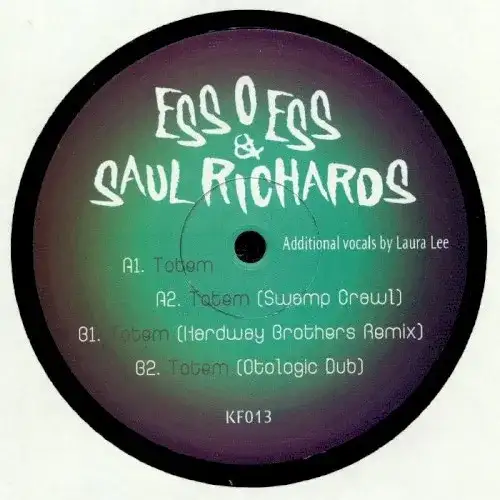 ESS O ESS
&
SAUL RICHARDS
Additional vocals by Laura Lee
A1. Totem
A2. Totem (Swamp Crawl)
B1. Totem (Hardway Brothers Remix)
B2. Totem (Otologic Dub)
KF013